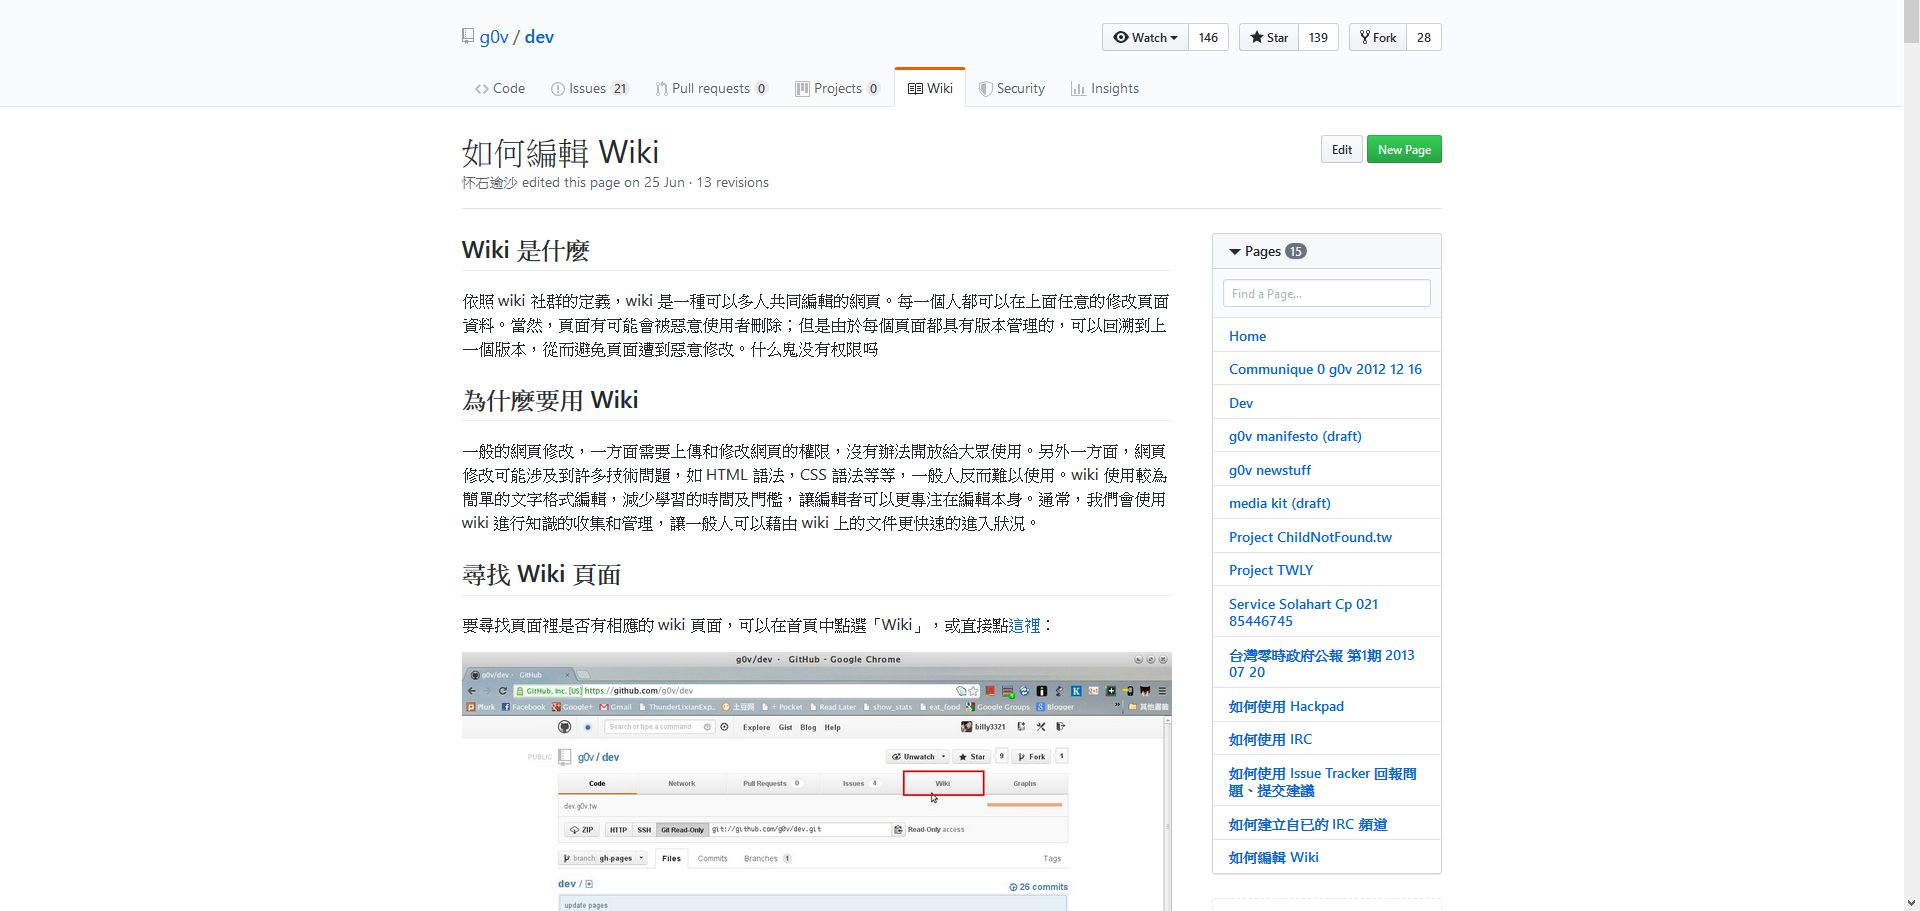 g0v / dev
Watch 146 Star 139 Fork 28
Code Issues 21 Pull requests 0 Projects 0 Wiki Security Insights
如何編輯 Wiki
Edit New Page
怀石逾沙 edited this page on 25 Jun · 13 revisions
Wiki 是什麼
依照 wiki 社群的定義，wiki 是一種可以多人共同編輯的網頁。每一個人都可以在上面任意的修改頁面
資料。當然，頁面有可能會被惡意使用者刪除；但是由於每個頁面都具有版本管理的，可以回溯到上
一個版本，從而避免頁面遭到惡意修改。什么鬼没有权限吗
為什麼要用 Wiki
一般的網頁修改，一方面需要上傳和修改網頁的權限，沒有辦法開放給大眾使用。另外一方面，網頁
修改可能涉及到許多技術問題，如 HTML 語法，CSS 語法等等，一般人反而難以使用。wiki 使用較為
簡單的文字格式編輯，減少學習的時間及門檻，讓編輯者可以更專注在編輯本身。通常，我們會使用
wiki 進行知識的收集和管理，讓一般人可以藉由 wiki 上的文件更快速的進入狀況。
尋找 Wiki 頁面
要尋找頁面裡是否有相應的 wiki 頁面，可以在首頁中點選「Wiki」，或直接點這裡：
g0v/dev · GitHub - Google Chrome
g0v/dev · GitHub
GitHub, Inc. [US] https://github.com/g0v/dev
Plurk Facebook Google+ Gmail ThunderLixianExp... 土豆网 + Pocket Read Later show_stats eat_food Google Groups Blogger » 其他書籤
Search or type a command Explore Gist Blog Help billy3321
PUBLIC g0v / dev Unwatch Star 9 Fork 1
Code Network Pull Requests 0 Issues 4 Wiki Graphs
dev.g0v.tw
ZIP HTTP SSH Git Read-Only git://github.com/g0v/dev.git Read-Only access
branch: gh-pages Files Commits Branches 1 Tags
dev / 26 commits
update pages
Pages 15
Find a Page...
Home
Communique 0 g0v 2012 12 16
Dev
g0v manifesto (draft)
g0v newstuff
media kit (draft)
Project ChildNotFound.tw
Project TWLY
Service Solahart Cp 021
85446745
台灣零時政府公報 第1期 2013
07 20
如何使用 Hackpad
如何使用 IRC
如何使用 Issue Tracker 回報問
題、提交建議
如何建立自已的 IRC 頻道
如何編輯 Wiki